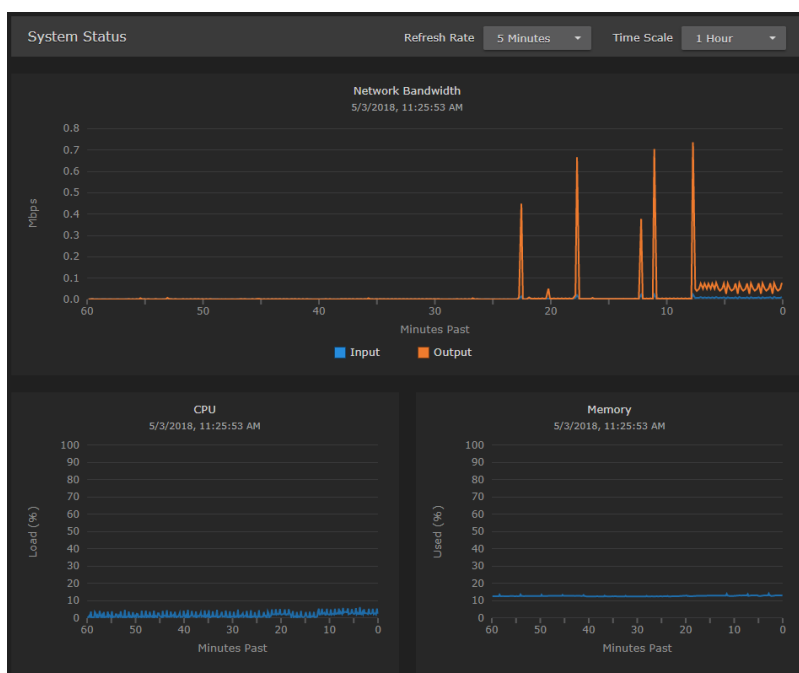 System Status
Refresh Rate 5 Minutes Time Scale 1 Hour
Network Bandwidth
5/3/2018, 11:25:53 AM
0.8
0.7
0.6
0.5
0.4
0.3
0.2
0.1
0.0
Mbps
60 50 40 30 20 10 0
Minutes Past
Input Output
CPU
5/3/2018, 11:25:53 AM
100
90
80
70
60
50
40
30
20
10
0
Load (%)
60 50 40 30 20 10 0
Minutes Past
Memory
5/3/2018, 11:25:53 AM
100
90
80
70
60
50
40
30
20
10
0
Used (%)
60 50 40 30 20 10 0
Minutes Past